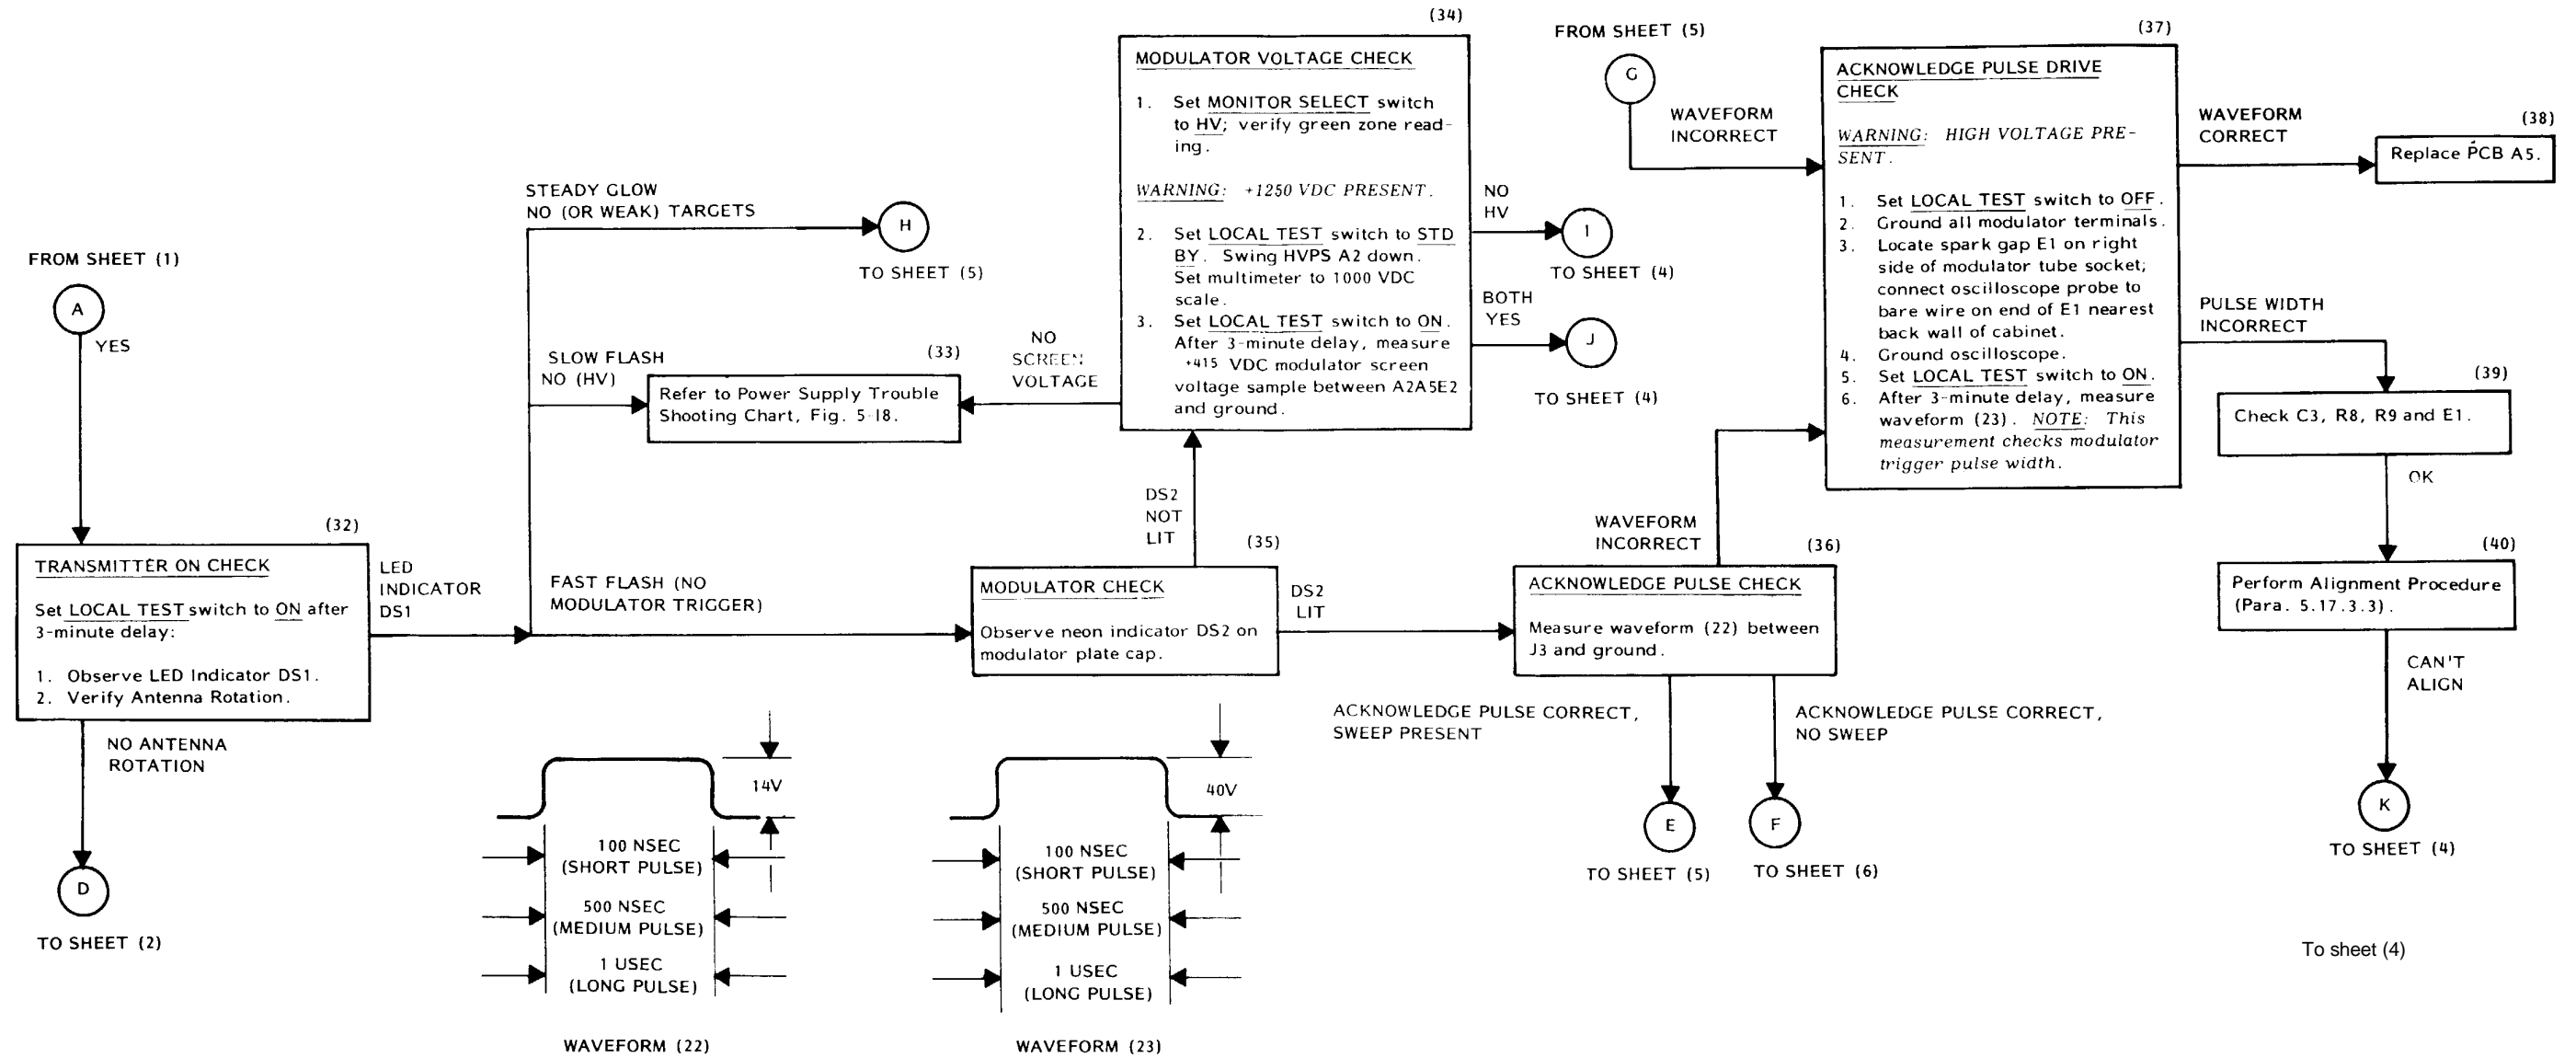 FROM SHEET (1)
A
YES
(32)
TRANSMITTER ON CHECK
Set LOCAL TEST switch to ON after
3-minute delay:
1. Observe LED Indicator DS1.
2. Verify Antenna Rotation.
NO ANTENNA
ROTATION
D
TO SHEET (2)
LED
INDICATOR
DS1
STEADY GLOW
NO (OR WEAK) TARGETS
H
TO SHEET (5)
SLOW FLASH
NO (HV)
(33)
Refer to Power Supply Trouble
Shooting Chart, Fig. 5-18.
NO
SCREEN
VOLTAGE
FAST FLASH (NO
MODULATOR TRIGGER)
(34)
MODULATOR VOLTAGE CHECK
1. Set MONITOR SELECT switch
to HV; verify green zone read-
ing.
WARNING: +1250 VDC PRESENT.
2. Set LOCAL TEST switch to STD
BY. Swing HVPS A2 down.
Set multimeter to 1000 VDC
scale.
3. Set LOCAL TEST switch to ON.
After 3-minute delay, measure
+415 VDC modulator screen
voltage sample between A2A5E2
and ground.
NO
HV
I
TO SHEET (4)
BOTH
YES
J
TO SHEET (4)
DS2
NOT
LIT
(35)
MODULATOR CHECK
Observe neon indicator DS2 on
modulator plate cap.
DS2
LIT
(36)
ACKNOWLEDGE PULSE CHECK
Measure waveform (22) between
J3 and ground.
WAVEFORM
INCORRECT
ACKNOWLEDGE PULSE CORRECT,
SWEEP PRESENT
E
TO SHEET (5)
ACKNOWLEDGE PULSE CORRECT,
NO SWEEP
F
TO SHEET (6)
FROM SHEET (5)
G
WAVEFORM
INCORRECT
(37)
ACKNOWLEDGE PULSE DRIVE
CHECK
WARNING: HIGH VOLTAGE PRE-
SENT.
1. Set LOCAL TEST switch to OFF.
2. Ground all modulator terminals.
3. Locate spark gap E1 on right
side of modulator tube socket;
connect oscilloscope probe to
bare wire on end of E1 nearest
back wall of cabinet.
4. Ground oscilloscope.
5. Set LOCAL TEST switch to ON.
6. After 3-minute delay, measure
waveform (23). NOTE: This
measurement checks modulator
trigger pulse width.
WAVEFORM
CORRECT
(38)
Replace PCB A5.
PULSE WIDTH
INCORRECT
(39)
Check C3, R8, R9 and E1.
OK
(40)
Perform Alignment Procedure
(Para. 5.17.3.3).
CAN'T
ALIGN
K
TO SHEET (4)
To sheet (4)
14V
100 NSEC
(SHORT PULSE)
500 NSEC
(MEDIUM PULSE)
1 USEC
(LONG PULSE)
WAVEFORM (22)
40V
100 NSEC
(SHORT PULSE)
500 NSEC
(MEDIUM PULSE)
1 USEC
(LONG PULSE)
WAVEFORM (23)